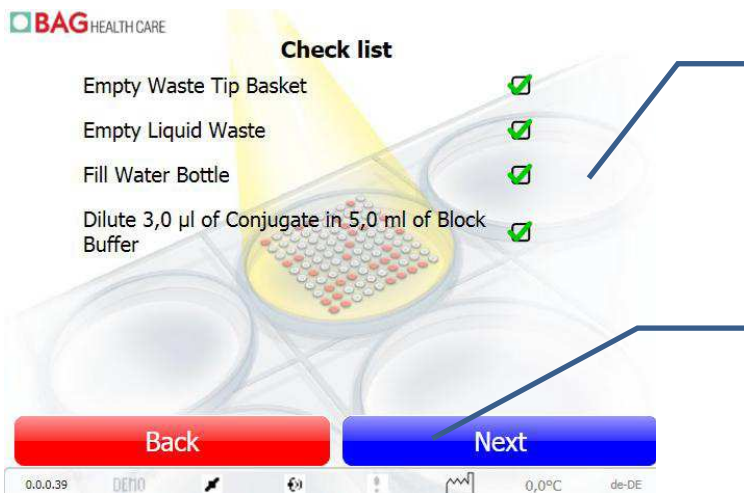 BAG HEALTH CARE
Check list
Empty Waste Tip Basket
Empty Liquid Waste
Fill Water Bottle
Dilute 3,0 µl of Conjugate in 5,0 ml of Block
Buffer
Back Next
0.0.0.39 DEMO 0,0°C de-DE